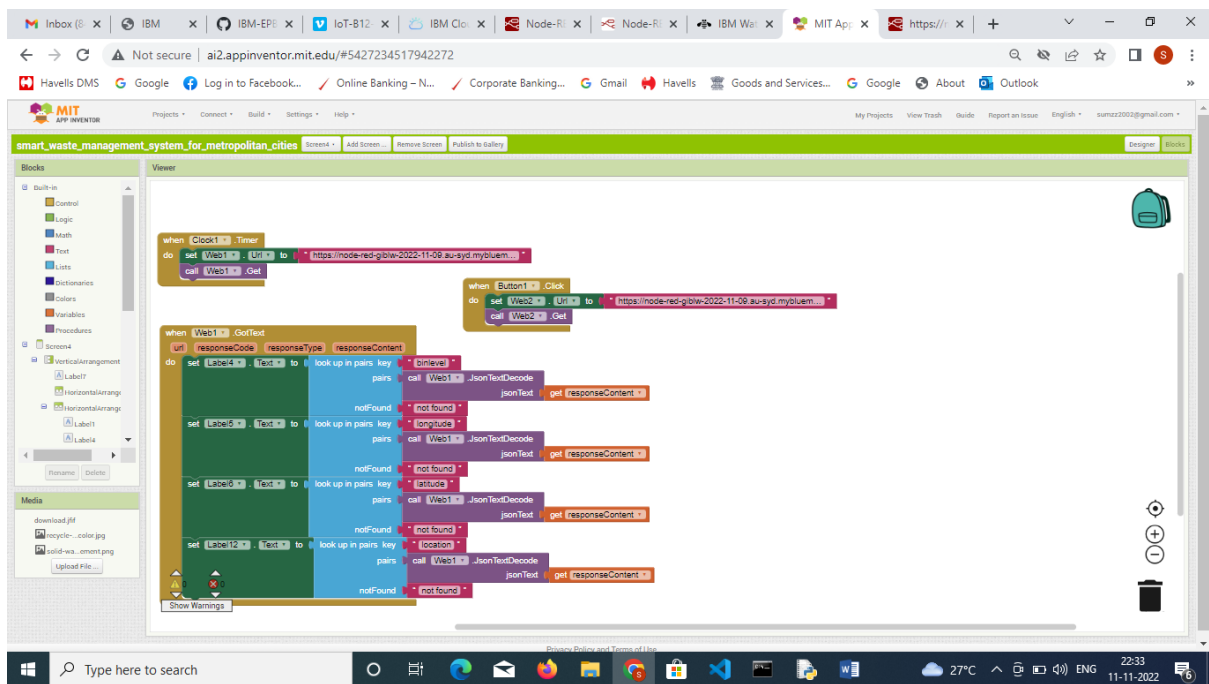 Inbox (8 IBM IBM-EPB IoT-B12- IBM Clo Node-RE Node-RE IBM Wat MIT Ap https://r
Not secure ai2.appinventor.mit.edu/#5427234517942272
Havells DMS Google Log in to Facebook... Online Banking – N... Corporate Banking... Gmail Havells Goods and Services... Google About Outlook
MIT APP INVENTOR Projects Connect Build Settings Help My Projects View Trash Guide Report an Issue English sumzz2002@gmail.com
smart_waste_management_system_for_metropolitan_cities Screen4 Add Screen ... Remove Screen Publish to Gallery Designer Blocks
Blocks
Built-in
Control
Logic
Math
Text
Lists
Dictionaries
Colors
Variables
Procedures
Screen4
VerticalArrangement
Label7
HorizontalArrange
HorizontalArrange
Label1
Label4
Rename Delete
Media
download.jfif
recycle-...color.jpg
solid-wa...ement.png
Upload File ...
Viewer
when Clock1 .Timer
do set Web1 . Url to " https://node-red-giblw-2022-11-09.au-syd.mybluem... "
call Web1 .Get
when Button1 .Click
do set Web2 . Url to " https://node-red-giblw-2022-11-09.au-syd.mybluem... "
call Web2 .Get
when Web1 .GotText
url responseCode responseType responseContent
do set Label4 . Text to look up in pairs key " binlevel "
pairs call Web1 .JsonTextDecode
jsonText get responseContent
notFound " not found "
set Label5 . Text to look up in pairs key " longitude "
pairs call Web1 .JsonTextDecode
jsonText get responseContent
notFound " not found "
set Label6 . Text to look up in pairs key " latitude "
pairs call Web1 .JsonTextDecode
jsonText get responseContent
notFound " not found "
set Label12 . Text to look up in pairs key " location "
pairs call Web1 .JsonTextDecode
jsonText get responseContent
notFound " not found "
0 0
Show Warnings
Privacy Policy and Terms of Use
Type here to search 27°C ENG 22:33
11-11-2022